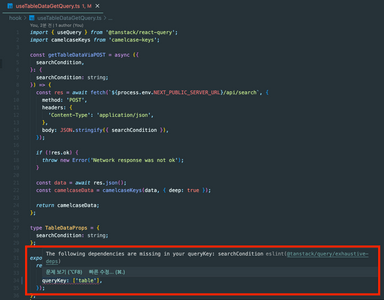 useTableDataGetQuery.ts 1, M
hook > useTableDataGetQuery.ts > ...
You, 2분 전 | 1 author (You)
1 import { useQuery } from '@tanstack/react-query';
2 import camelcaseKeys from 'camelcase-keys';
const getTableDataViaPOST = async ({
searchCondition,
}: {
searchCondition: string;
}) => {
const res = await fetch(`${process.env.NEXT_PUBLIC_SERVER_URL}/api/search`, {
method: "POST",
headers: {
'Content-Type': 'application/json',
},
body: JSON.stringify({ searchCondition }),
});
if (!res.ok) {
throw new Error('Network response was not ok');
}
const data = await res.json();
const camelcaseData = camelcaseKeys(data, { deep: true });
return camelcaseData;
};
type TableDataProps = {
searchCondition: string;
};
The following dependencies are missing in your queryKey: searchCondition eslint(@tanstack/query/exhaustive-
deps)
expo
re
문제 보기 (⌥F8) 빠른 수정... (⌘.)
queryKey: ['table'],
});